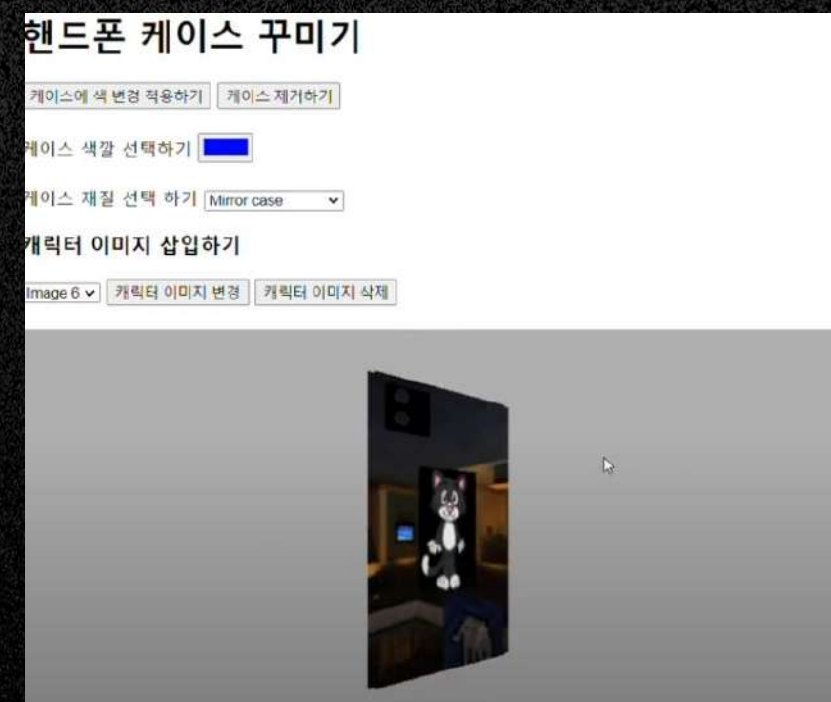 핸드폰 케이스 꾸미기
케이스에 색 변경 적용하기 케이스 제거하기
케이스 색깔 선택하기
케이스 재질 선택 하기 Mirror case
캐릭터 이미지 삽입하기
Image 6 캐릭터 이미지 변경 캐릭터 이미지 삭제